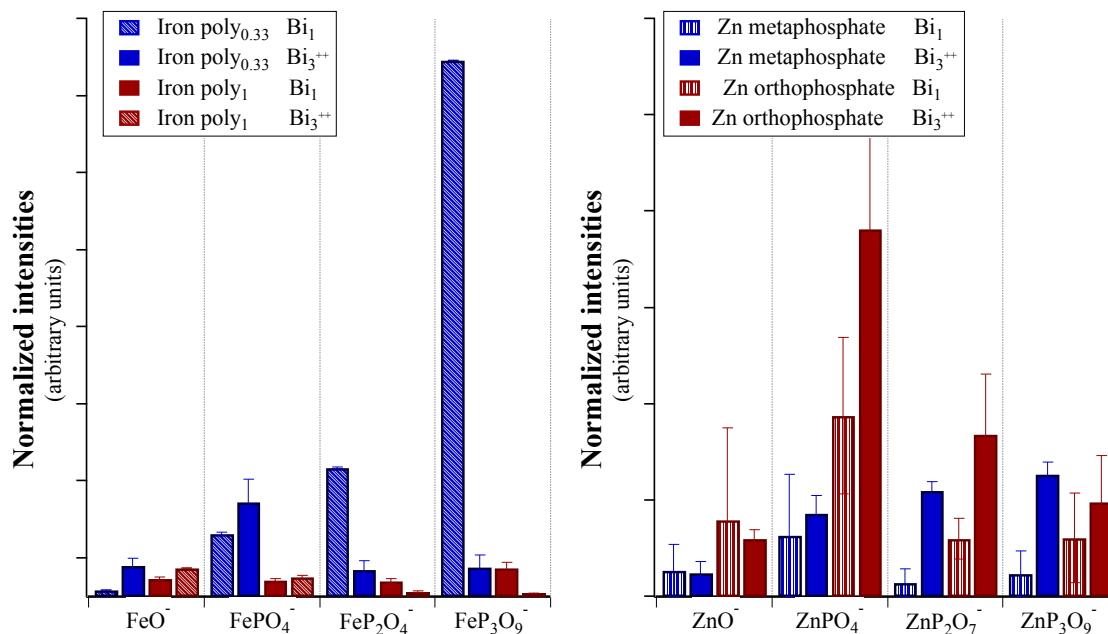 Iron poly₀.₃₃ Bi₁
Iron poly₀.₃₃ Bi₃⁺⁺
Iron poly₁ Bi₁
Iron poly₁ Bi₃⁺⁺
Normalized intensities
(arbitrary units)
FeO⁻ FePO₄⁻ FeP₂O₄⁻ FeP₃O₉⁻
Zn metaphosphate Bi₁
Zn metaphosphate Bi₃⁺⁺
Zn orthophosphate Bi₁
Zn orthophosphate Bi₃⁺⁺
Normalized intensities
(arbitrary units)
ZnO⁻ ZnPO₄⁻ ZnP₂O₇⁻ ZnP₃O₉⁻